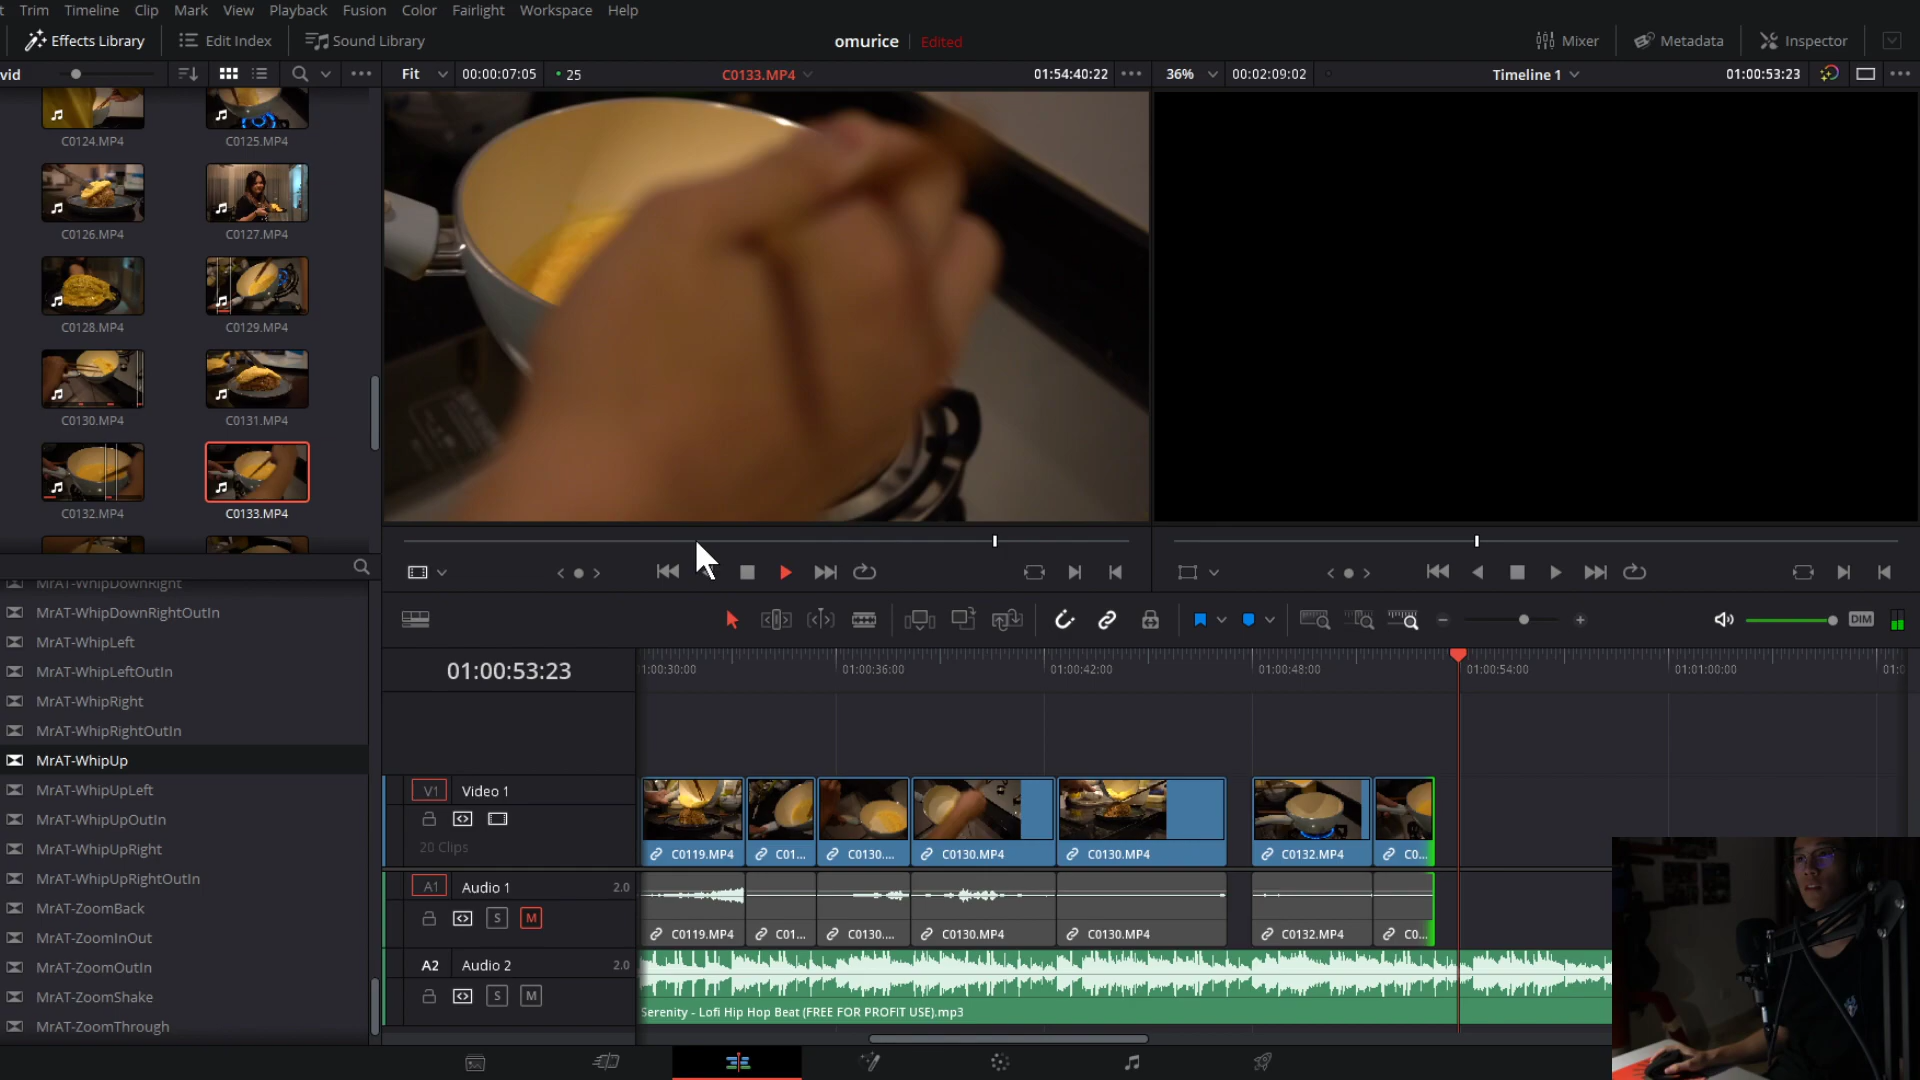 Trim Timeline Clip Mark View Playback Fusion Color Fairlight Workspace Help
Effects Library Edit Index Sound Library omurice Edited Mixer Metadata Inspector
vid Fit 00:00:07:05 25 C0133.MP4 01:54:40:22 36% 00:02:09:02 Timeline 1 01:00:53:23
C0124.MP4 C0125.MP4
C0126.MP4 C0127.MP4
C0128.MP4 C0129.MP4
C0130.MP4 C0131.MP4
C0132.MP4 C0133.MP4
MrAT-WhipDownRight
MrAT-WhipDownRightOutIn
MrAT-WhipLeft
MrAT-WhipLeftOutIn
MrAT-WhipRight
MrAT-WhipRightOutIn
MrAT-WhipUp
MrAT-WhipUpLeft
MrAT-WhipUpOutIn
MrAT-WhipUpRight
MrAT-WhipUpRightOutIn
MrAT-ZoomBack
MrAT-ZoomInOut
MrAT-ZoomOutIn
MrAT-ZoomShake
MrAT-ZoomThrough
DIM
01:00:53:23 :00:30:00 01:00:36:00 01:00:42:00 01:00:48:00 01:00:54:00 01:01:00:00 01:0
V1 Video 1
20 Clips
C0119.MP4 C01... C0130.... C0130.MP4 C0130.MP4 C0132.MP4 C0...
A1 Audio 1 2.0
S M
C0119.MP4 C01... C0130.... C0130.MP4 C0130.MP4 C0132.MP4 C0...
A2 Audio 2 2.0
S M
Serenity - Lofi Hip Hop Beat (FREE FOR PROFIT USE).mp3